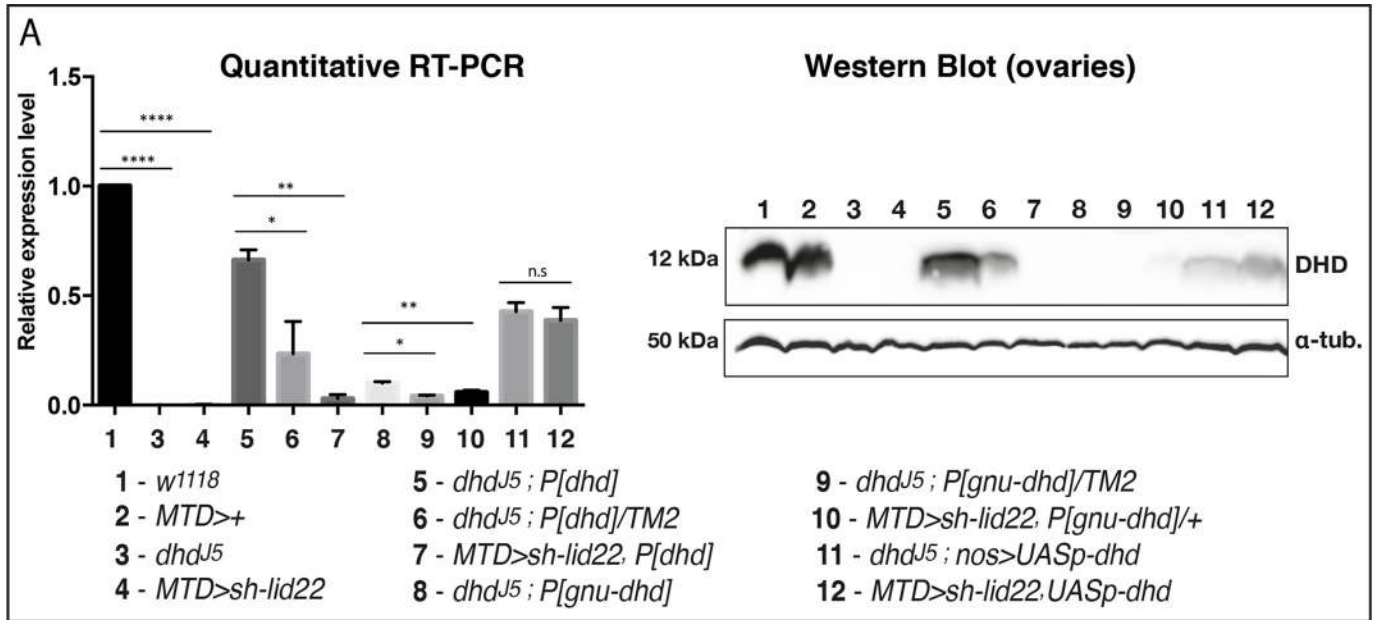 A
Quantitative RT-PCR
Relative expression level
1.5
1.0
0.5
0.0
****
****
**
*
**
*
n.s
1 3 4 5 6 7 8 9 10 11 12
Western Blot (ovaries)
1 2 3 4 5 6 7 8 9 10 11 12
12 kDa DHD
50 kDa α-tub.
1 - w1118
2 - MTD>+
3 - dhdJ5
4 - MTD>sh-lid22
5 - dhdJ5 ; P[dhd]
6 - dhdJ5 ; P[dhd]/TM2
7 - MTD>sh-lid22, P[dhd]
8 - dhdJ5 ; P[gnu-dhd]
9 - dhdJ5 ; P[gnu-dhd]/TM2
10 - MTD>sh-lid22, P[gnu-dhd]/+
11 - dhdJ5 ; nos>UASp-dhd
12 - MTD>sh-lid22,UASp-dhd